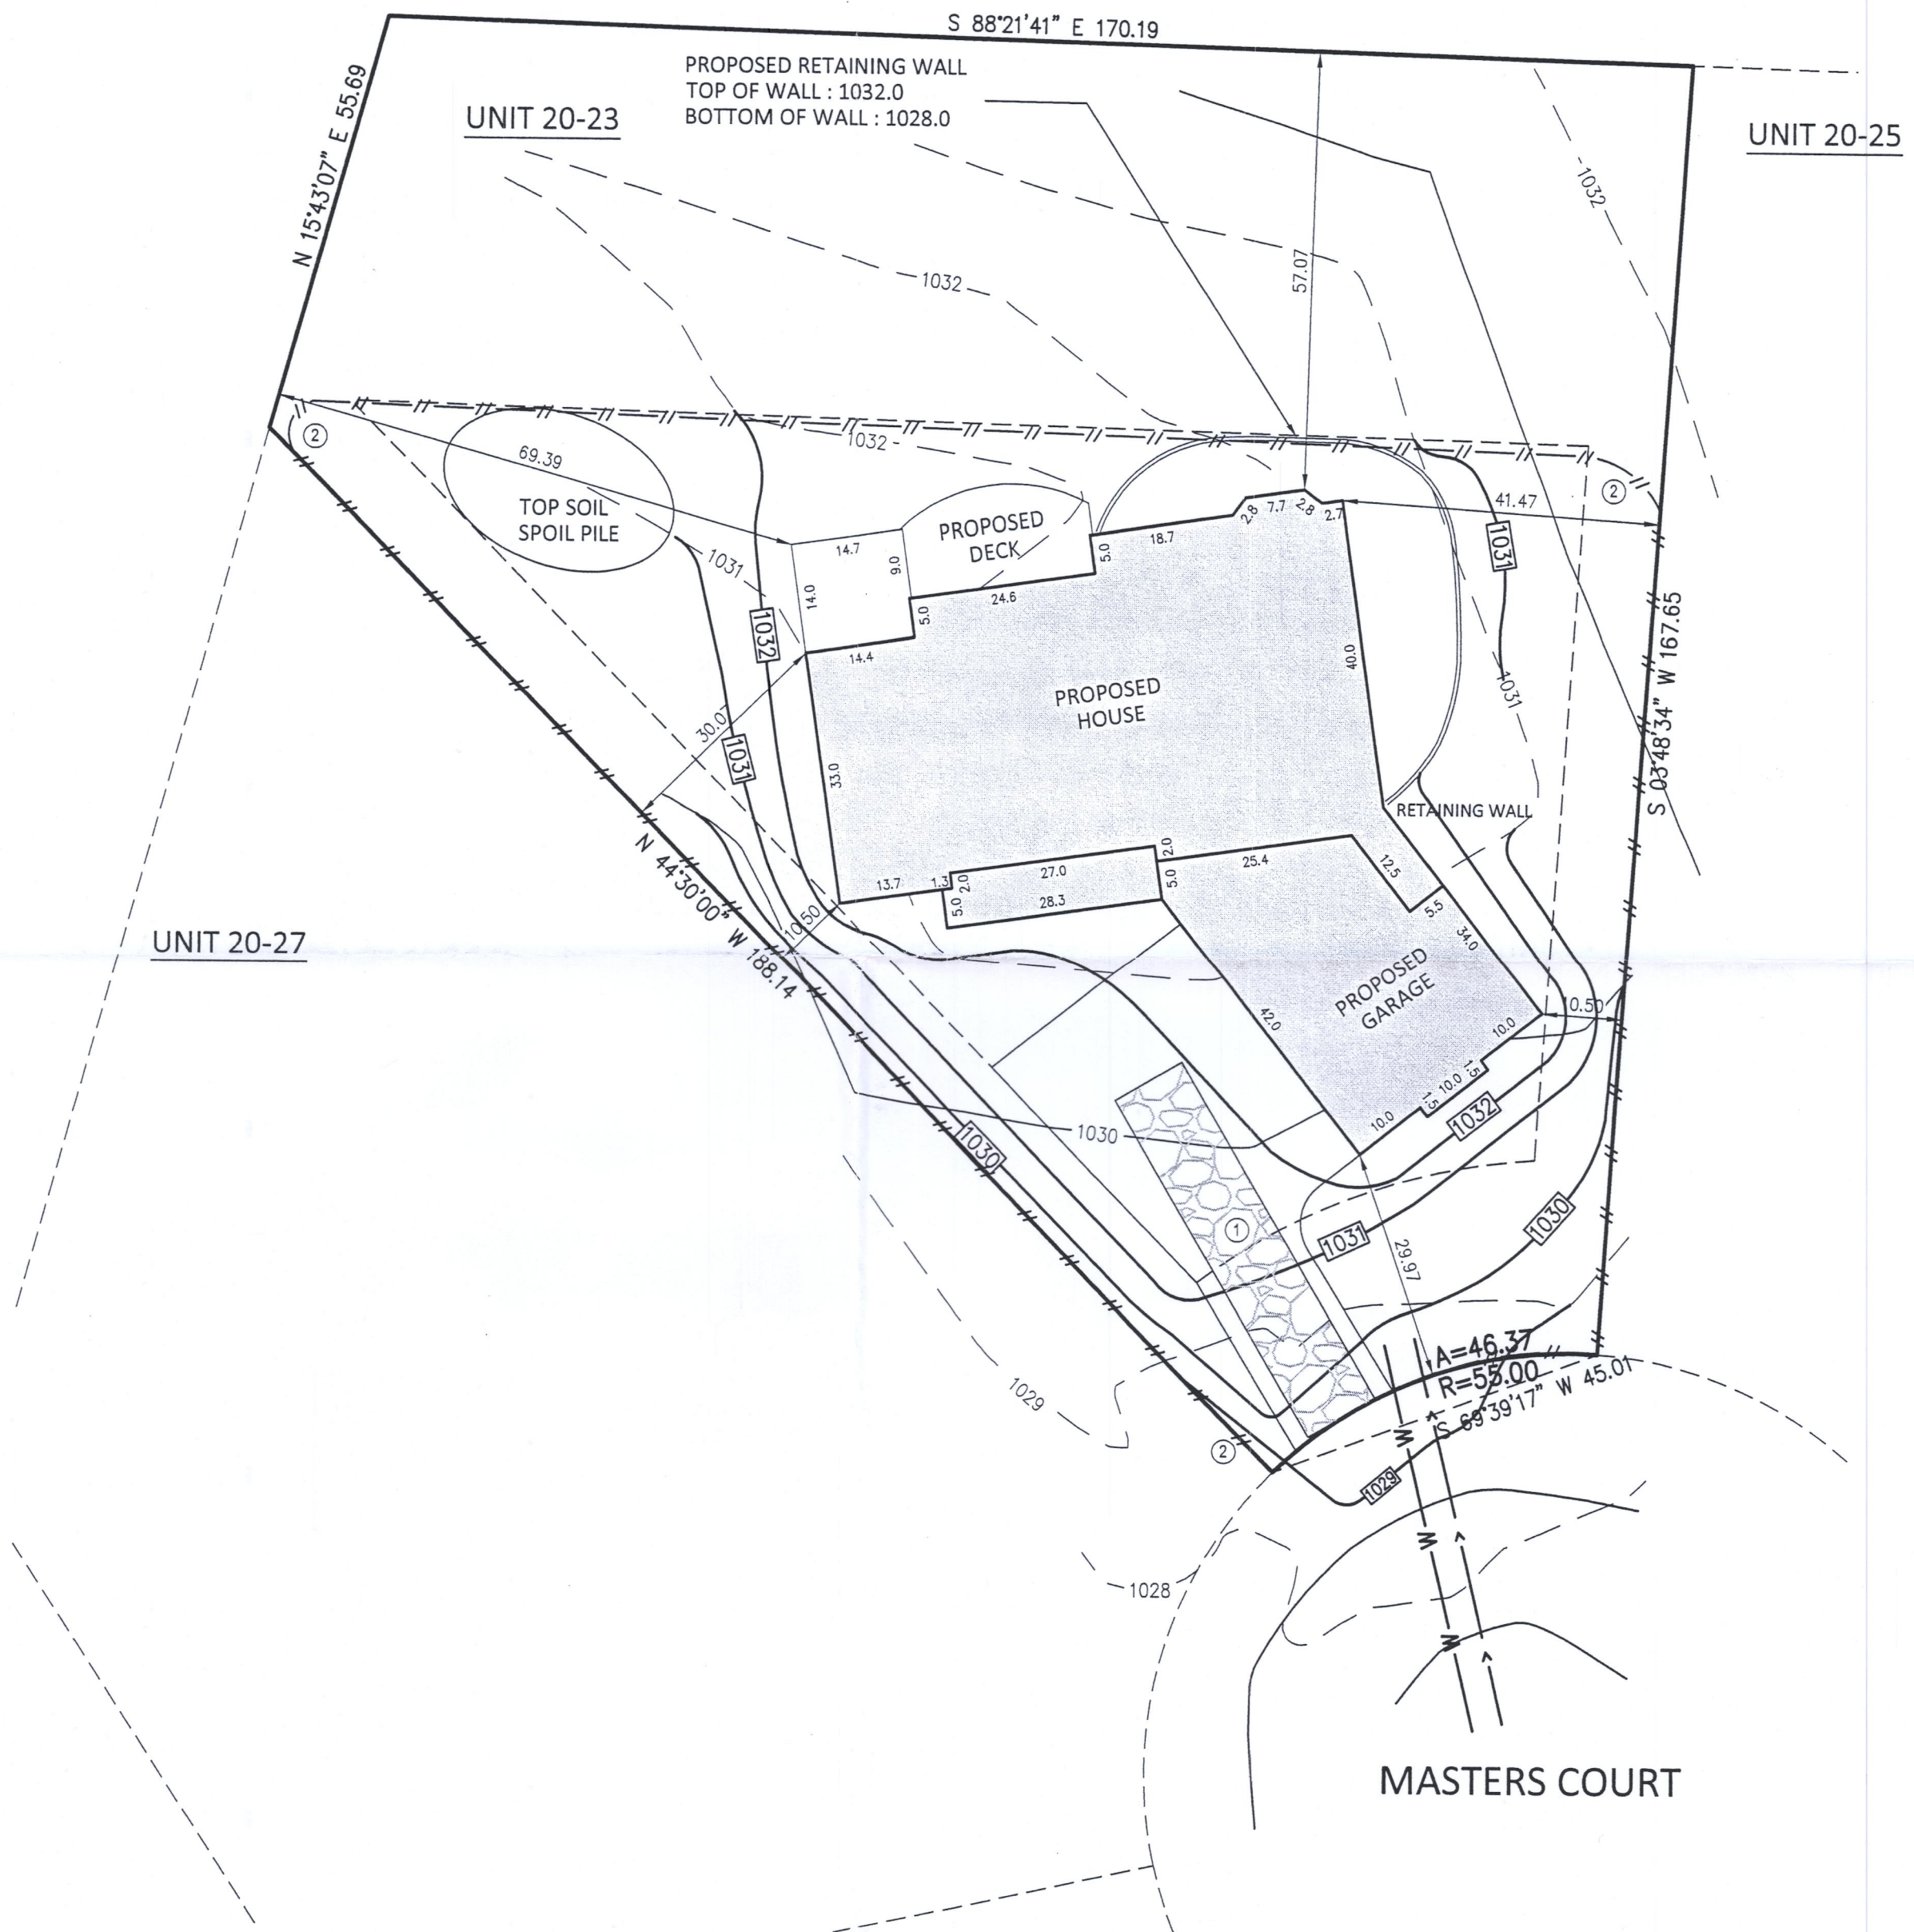 S 88°21'41" E 170.19
PROPOSED RETAINING WALL
TOP OF WALL : 1032.0
BOTTOM OF WALL : 1028.0
UNIT 20-23
UNIT 20-25
N 15°43'07" E 55.69
1032
1032
57.07
1032
2
69.39
TOP SOIL
SPOIL PILE
2
41.47
PROPOSED
DECK
14.7
9.0
14.0
5.0
24.6
5.0
18.7
2.8
7.7
2.8
2.7
1031
1031
1032
14.4
40.0
PROPOSED
HOUSE
1031
S 03°48'34" W 167.65
30.0
1031
33.0
RETAINING WALL
N 44°30'00" W 188.14
13.7
1.3
2.0
27.0
5.0
28.3
2.0
5.0
25.4
12.5
5.5
34.0
10.50
UNIT 20-27
PROPOSED
GARAGE
42.0
10.0
10.50
1.5
10.0
1.5
10.0
1032
1030
1030
1
1031
1030
29.97
A=46.37
R=55.00
S 69°39'17" W 45.01
1029
2
W
1029
1028
W
W
MASTERS COURT